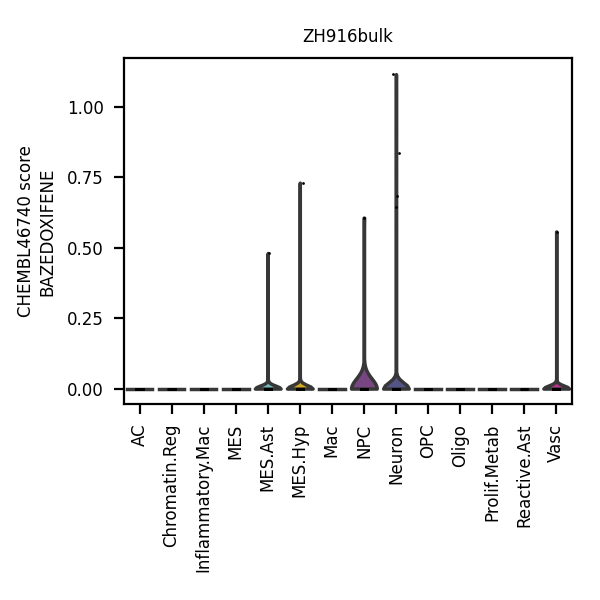 ZH916bulk
CHEMBL46740 score
BAZEDOXIFENE
1.00
0.75
0.50
0.25
0.00
AC
Chromatin.Reg
Inflammatory.Mac
MES
MES.Ast
MES.Hyp
Mac
NPC
Neuron
OPC
Oligo
Prolif.Metab
Reactive.Ast
Vasc